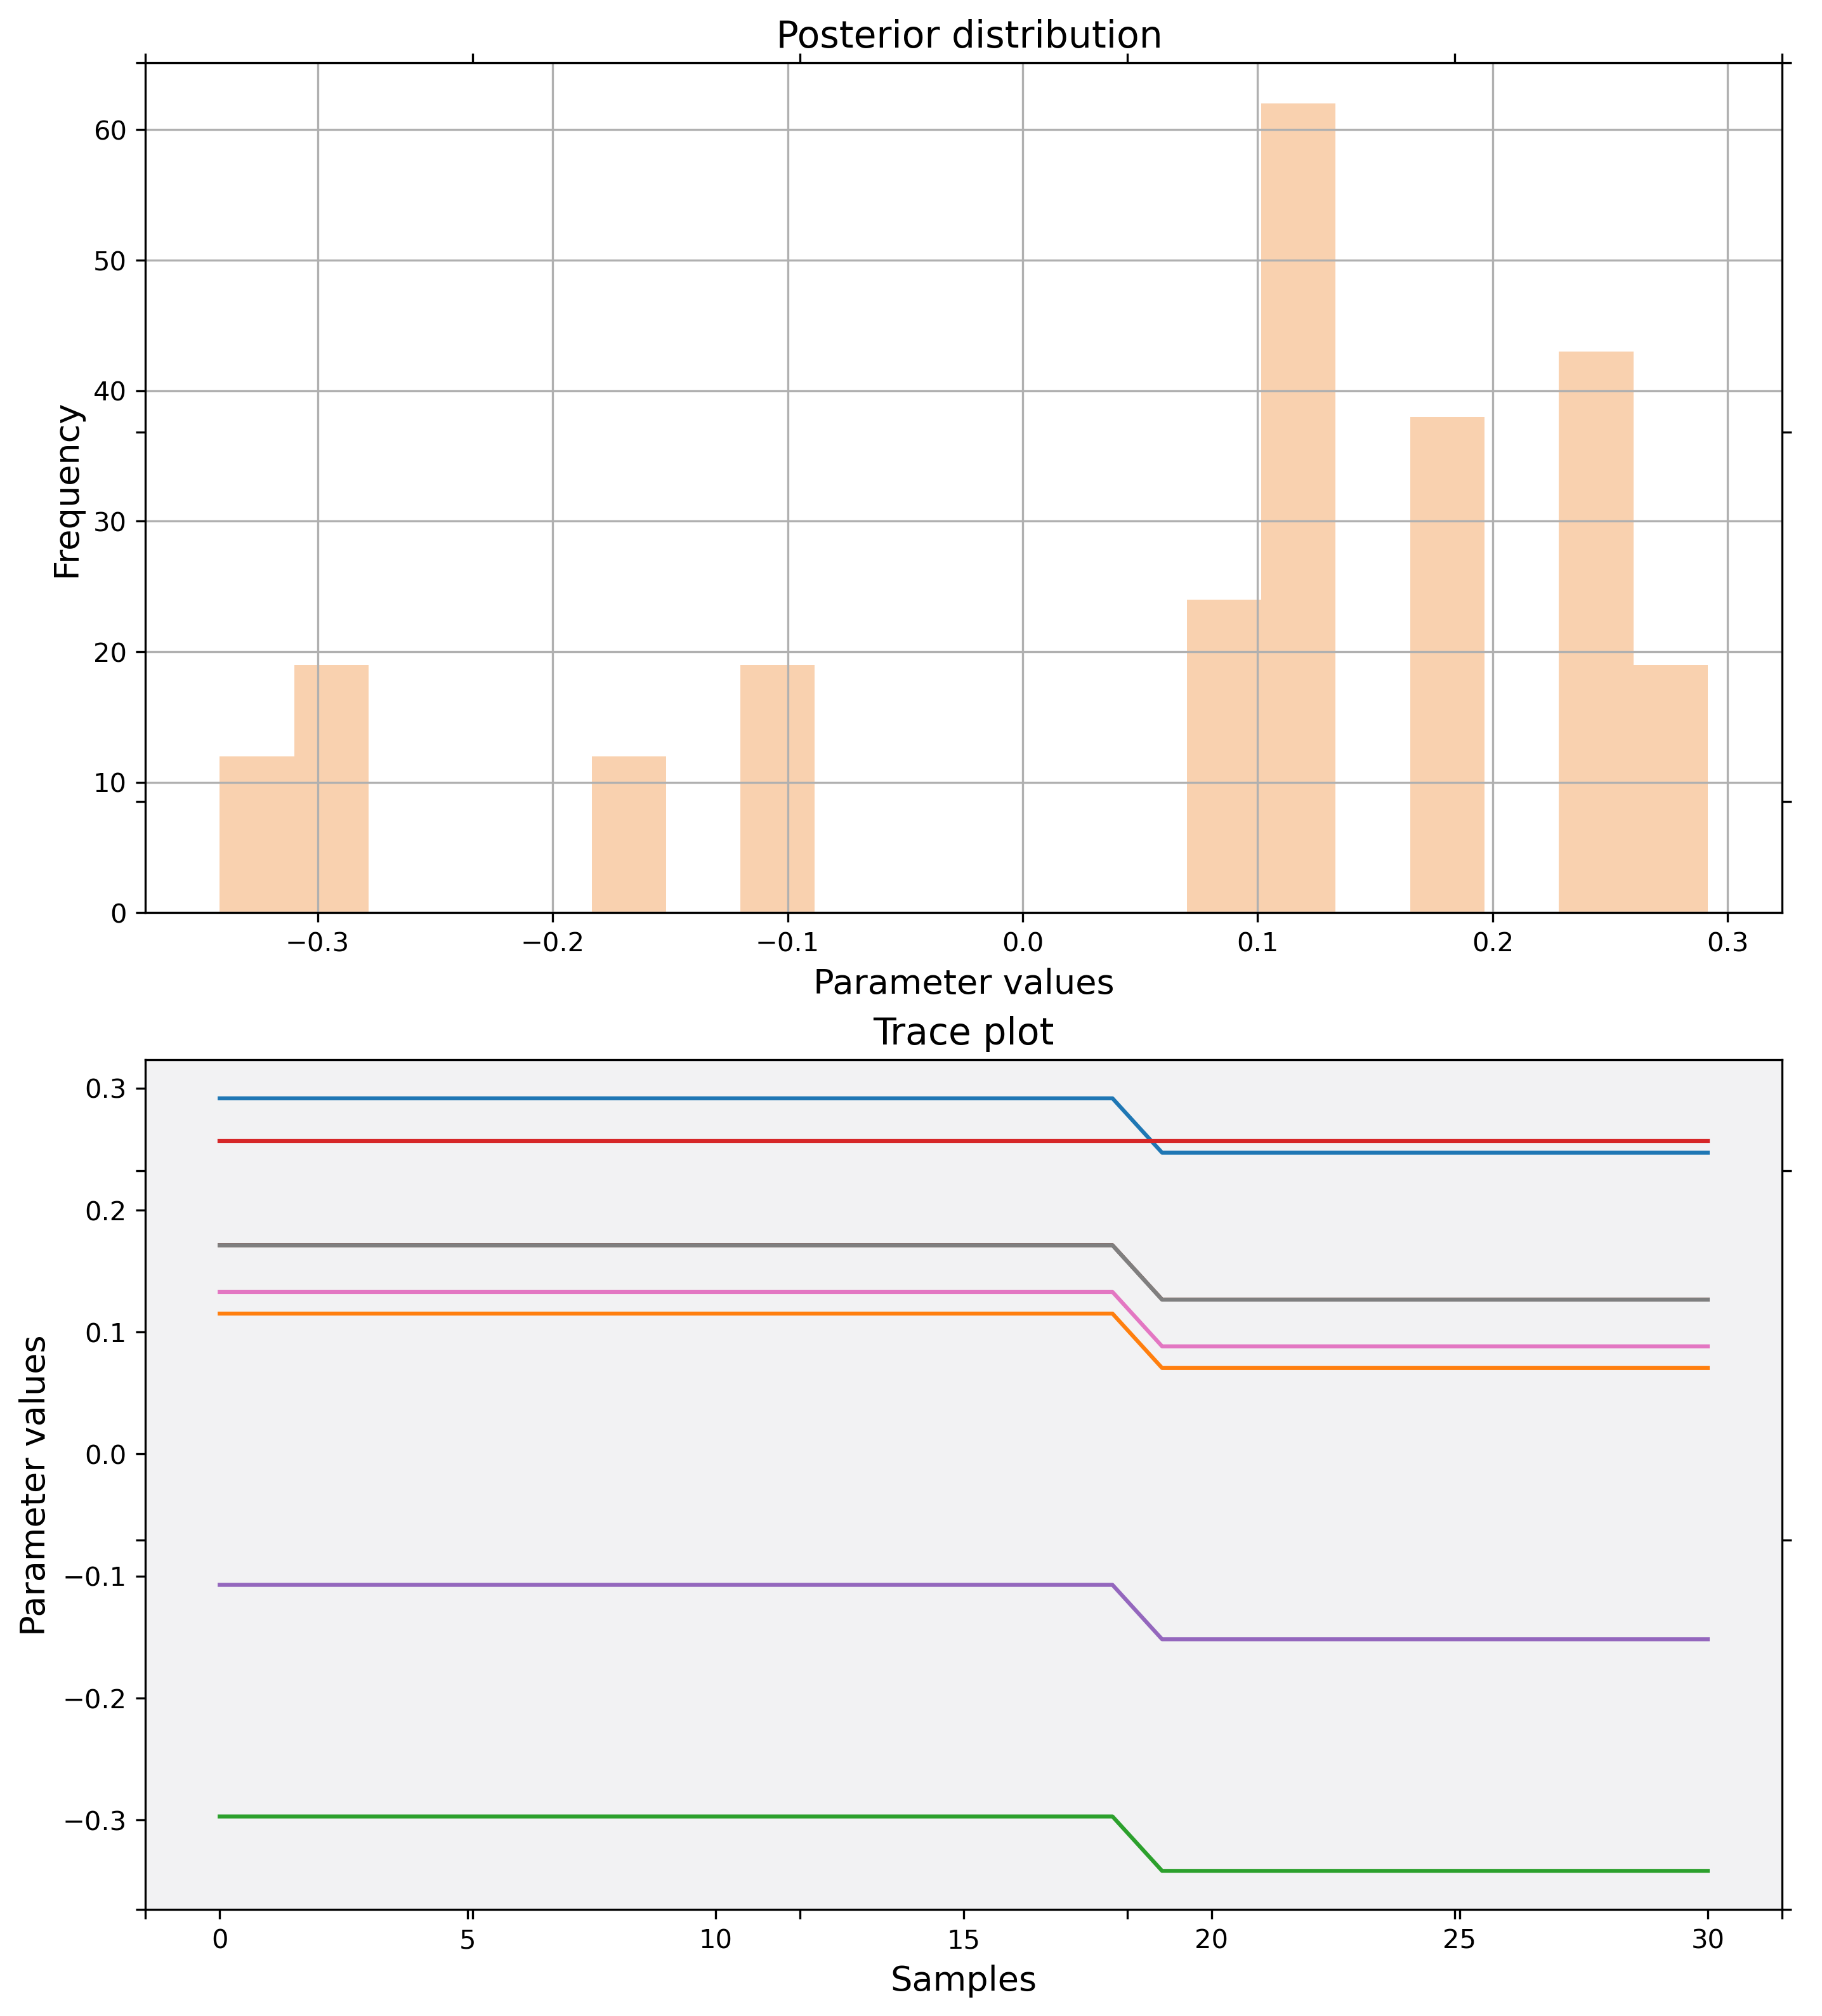 Posterior distribution
60
50
40
30
20
10
0
Frequency
−0.3 −0.2 −0.1 0.0 0.1 0.2 0.3
Parameter values
Trace plot
0.3
0.2
0.1
0.0
−0.1
−0.2
−0.3
Parameter values
0 5 10 15 20 25 30
Samples